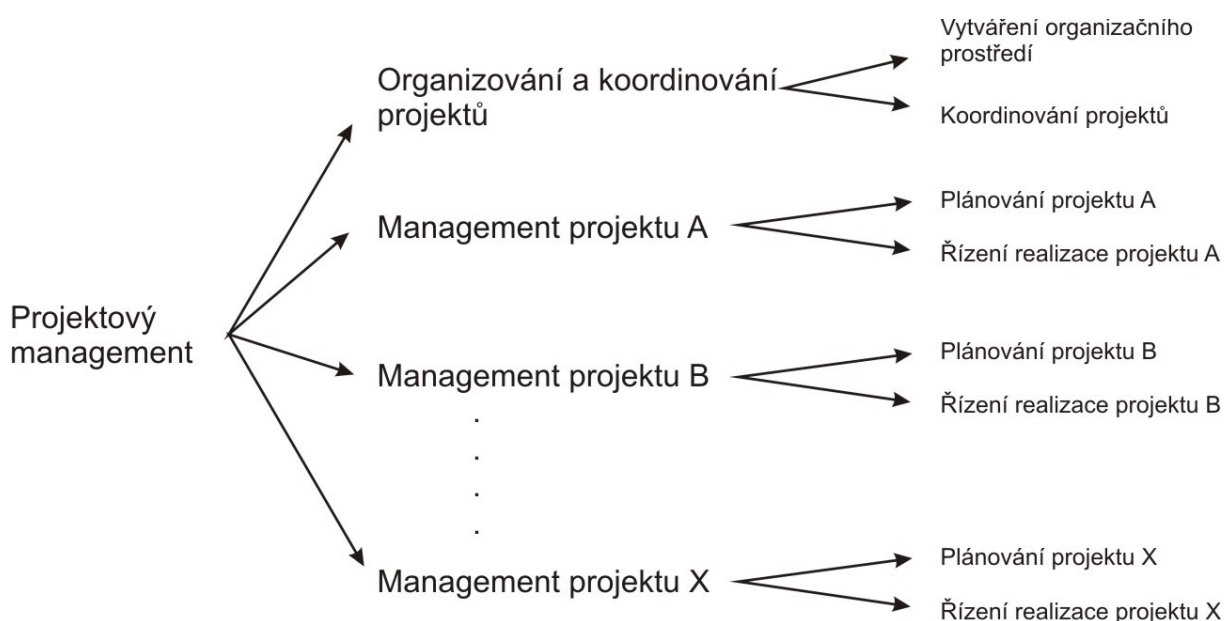 Projektový
management
Organizování a koordinování
projektů
Vytváření organizačního
prostředí
Koordinování projektů
Management projektu A
Plánování projektu A
Řízení realizace projektu A
Management projektu B
Plánování projektu B
Řízení realizace projektu B
.
.
.
.
Management projektu X
Plánování projektu X
Řízení realizace projektu X